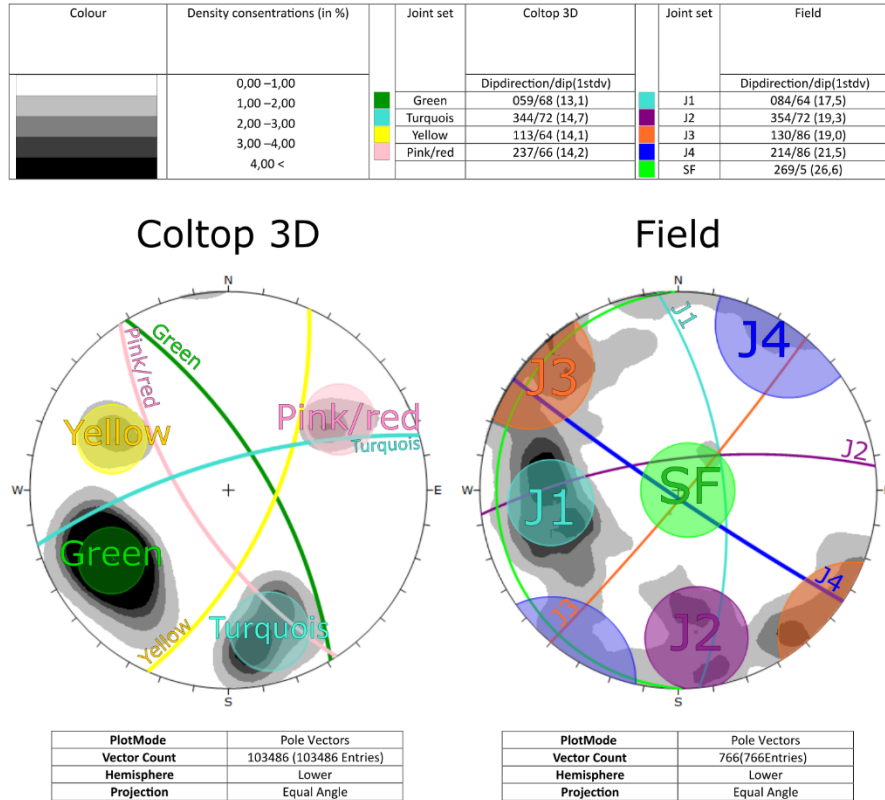 Colour Density consentrations (in %) Joint set Coltop 3D Joint set Field
Dipdirection/dip(1stdv) Dipdirection/dip(1stdv)
0,00 –1,00
1,00 –2,00
2,00 –3,00
3,00 –4,00
4,00 <
Green 059/68 (13,1) J1 084/64 (17,5)
Turquois 344/72 (14,7) J2 354/72 (19,3)
Yellow 113/64 (14,1) J3 130/86 (19,0)
Pink/red 237/66 (14,2) J4 214/86 (21,5)
SF 269/5 (26,6)
Coltop 3D
N
Green
Pink/red
Pink/red
Yellow
Turquois
W
E
Green
Turquois
Yellow
S
Field
N
J1
J4
J3
J2
W
SF
E
J1
J4
J3
J2
S
PlotMode Pole Vectors
Vector Count 103486 (103486 Entries)
Hemisphere Lower
Projection Equal Angle
PlotMode Pole Vectors
Vector Count 766(766Entries)
Hemisphere Lower
Projection Equal Angle